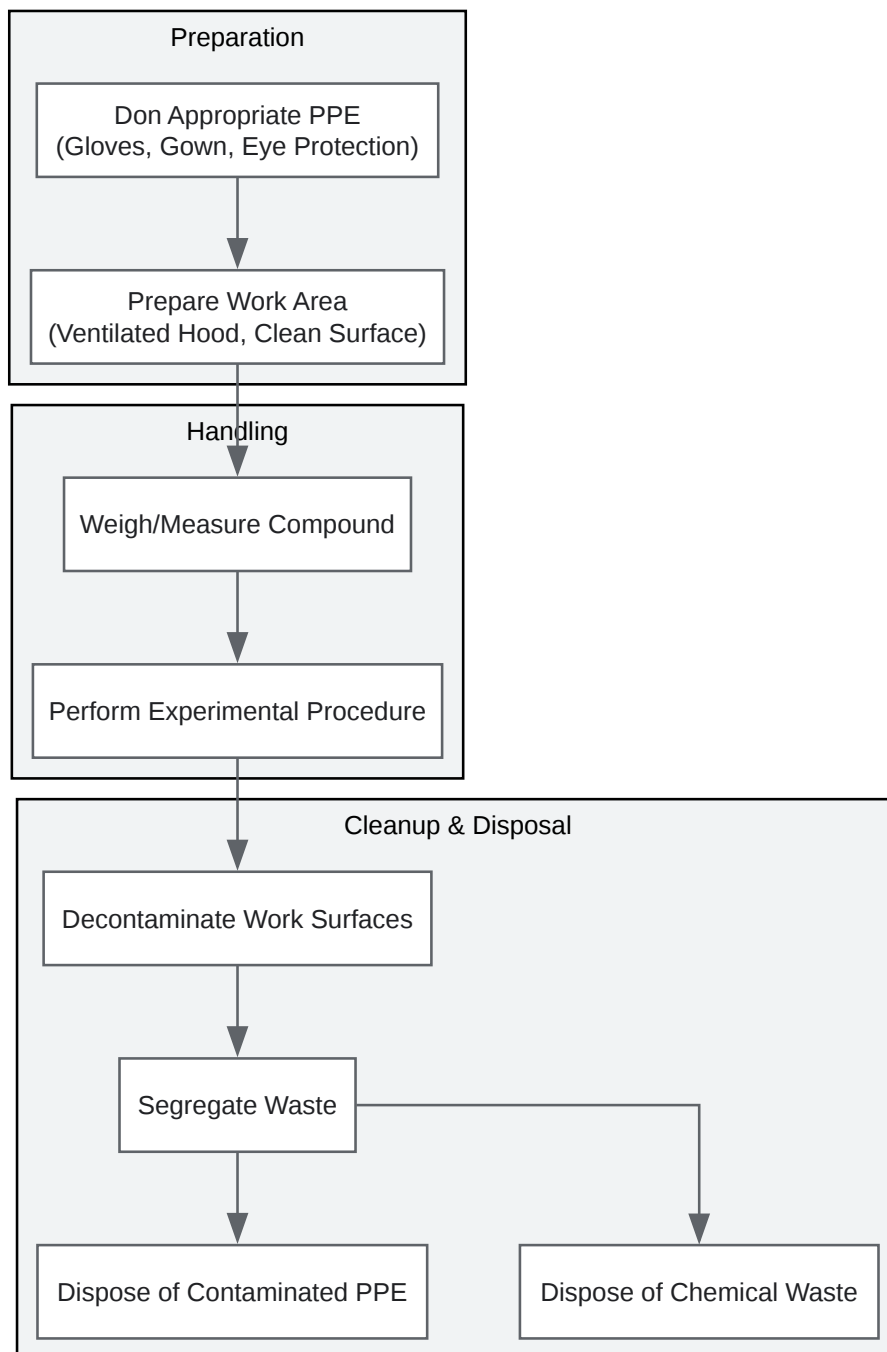 Preparation
Don Appropriate PPE
(Gloves, Gown, Eye Protection)
Prepare Work Area
(Ventilated Hood, Clean Surface)
Handling
Weigh/Measure Compound
Perform Experimental Procedure
Cleanup & Disposal
Decontaminate Work Surfaces
Segregate Waste
Dispose of Contaminated PPE
Dispose of Chemical Waste